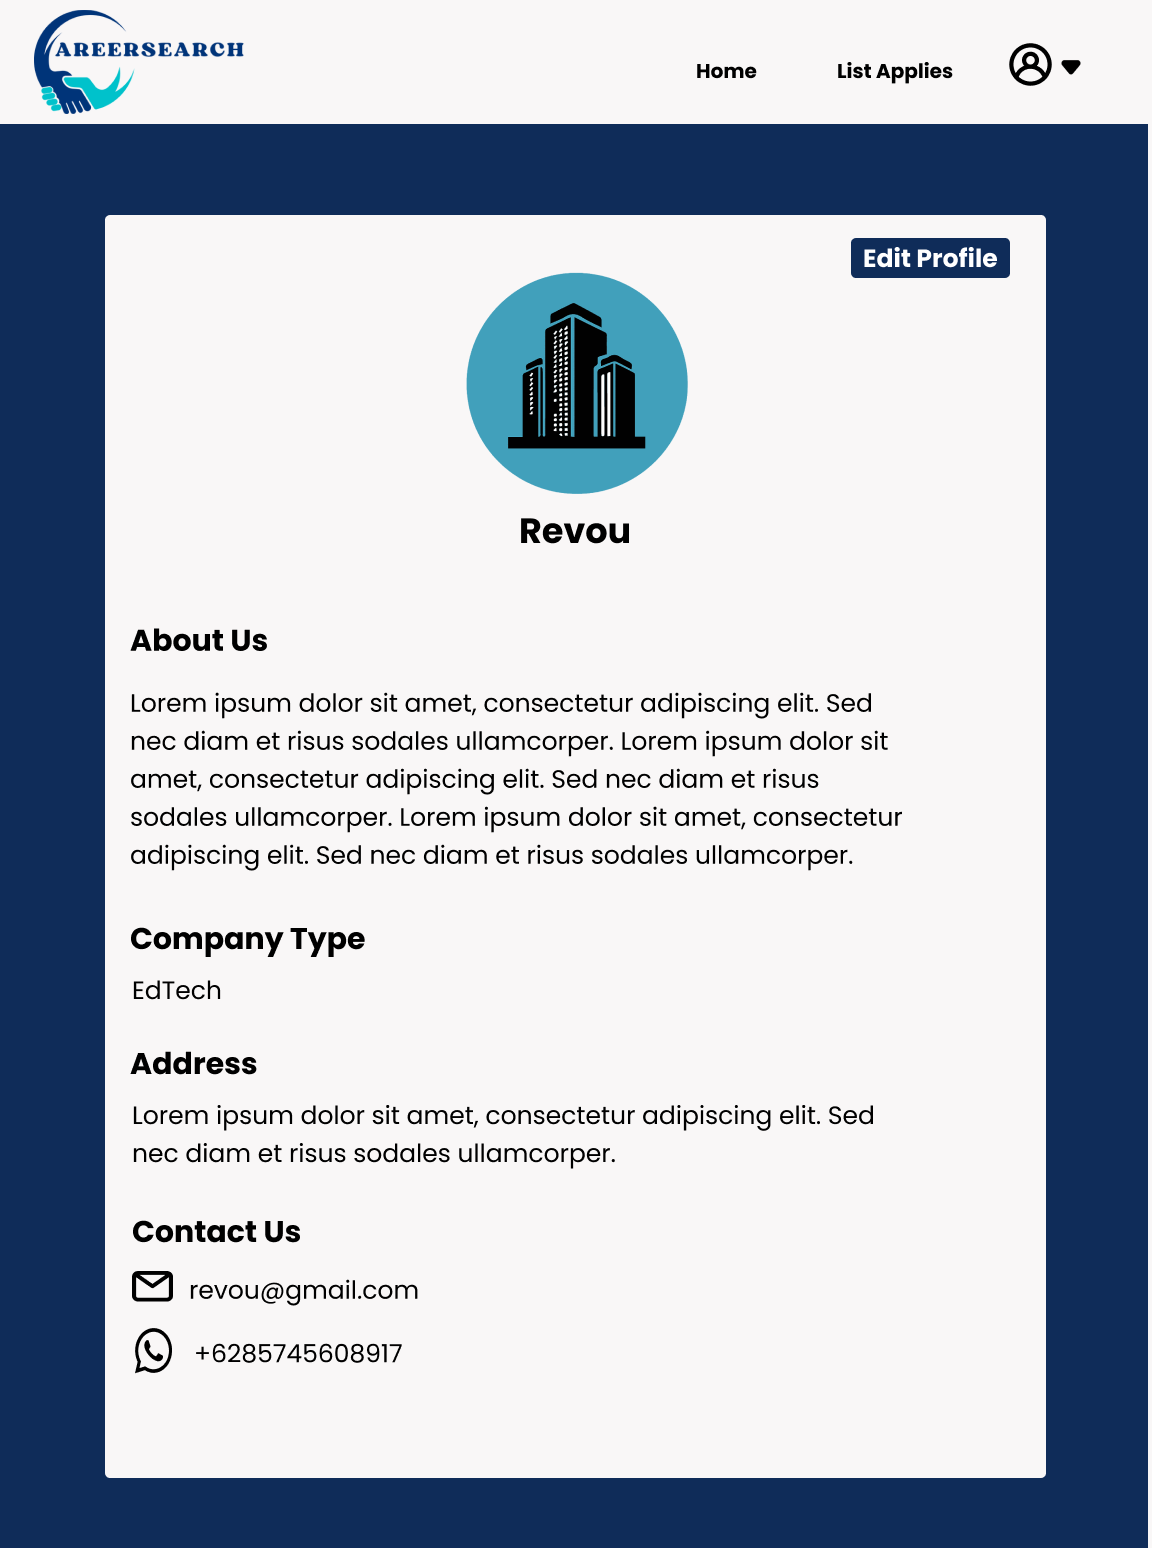 CAREERSEARCH
Home
List Applies
Edit Profile
Revou
About Us
Lorem ipsum dolor sit amet, consectetur adipiscing elit. Sed
nec diam et risus sodales ullamcorper. Lorem ipsum dolor sit
amet, consectetur adipiscing elit. Sed nec diam et risus
sodales ullamcorper. Lorem ipsum dolor sit amet, consectetur
adipiscing elit. Sed nec diam et risus sodales ullamcorper.
Company Type
EdTech
Address
Lorem ipsum dolor sit amet, consectetur adipiscing elit. Sed
nec diam et risus sodales ullamcorper.
Contact Us
revou@gmail.com
+6285745608917